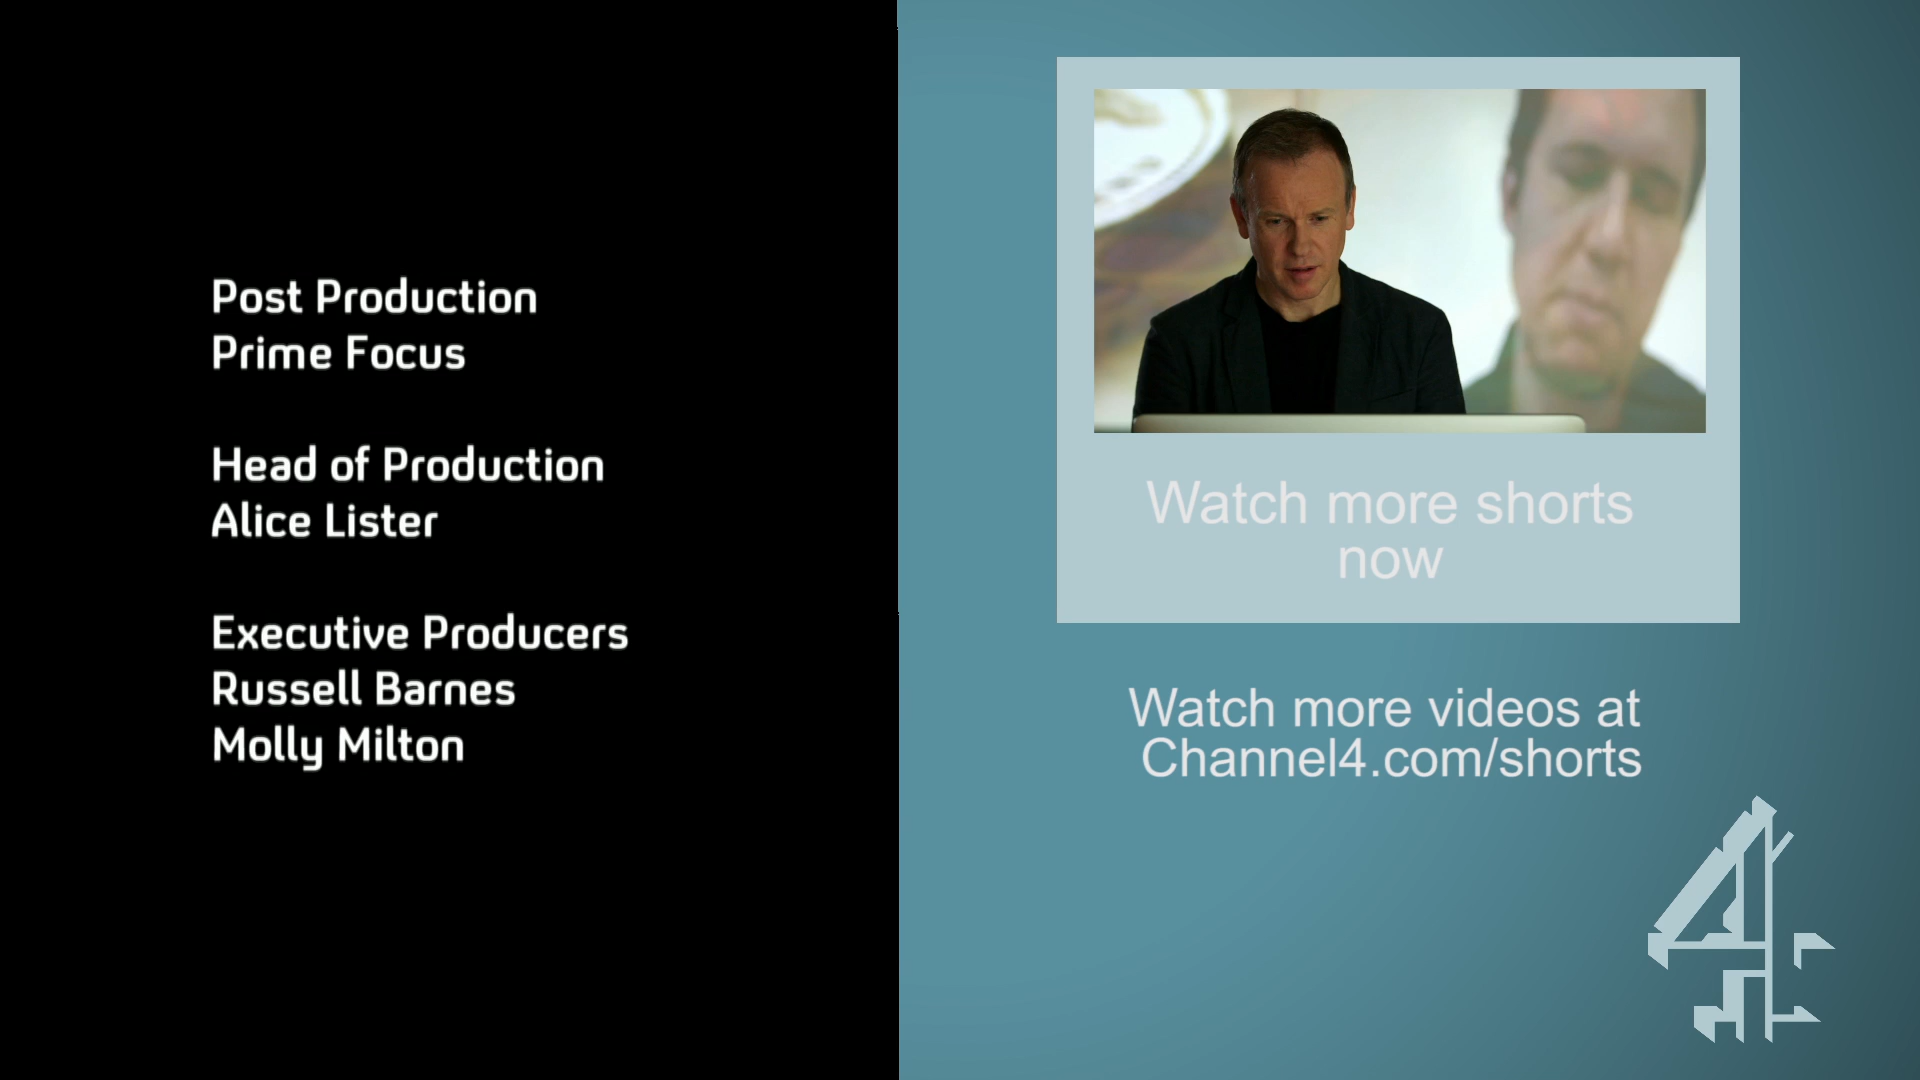 Post Production
Prime Focus
Head of Production
Alice Lister
Executive Producers
Russell Barnes
Molly Milton
Watch more shorts
now
Watch more videos at
Channel4.com/shorts
4